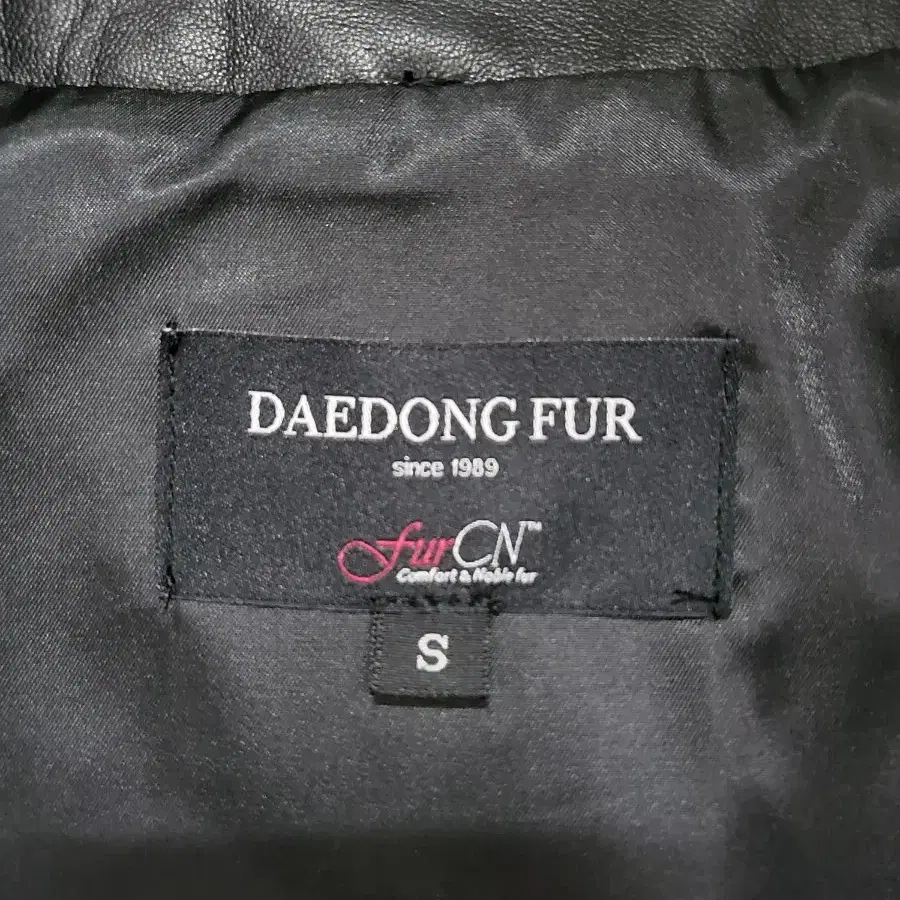 DAEDONG FUR
since 1989
furCN™
Comfort & Noble fur
S